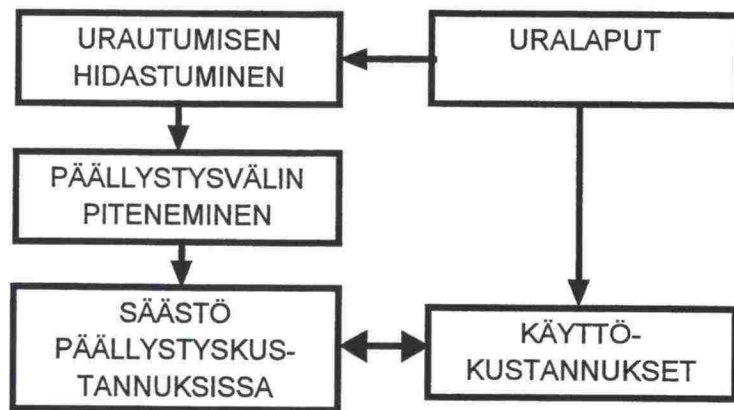 URAUTUMISEN
HIDASTUMINEN
URALAPUT
PÄÄLLYSTYSVÄLIN
PITENEMINEN
SÄÄSTÖ
PÄÄLLYSTYSKUS-
TANNUKSISSA
KÄYTTÖ-
KUSTANNUKSET